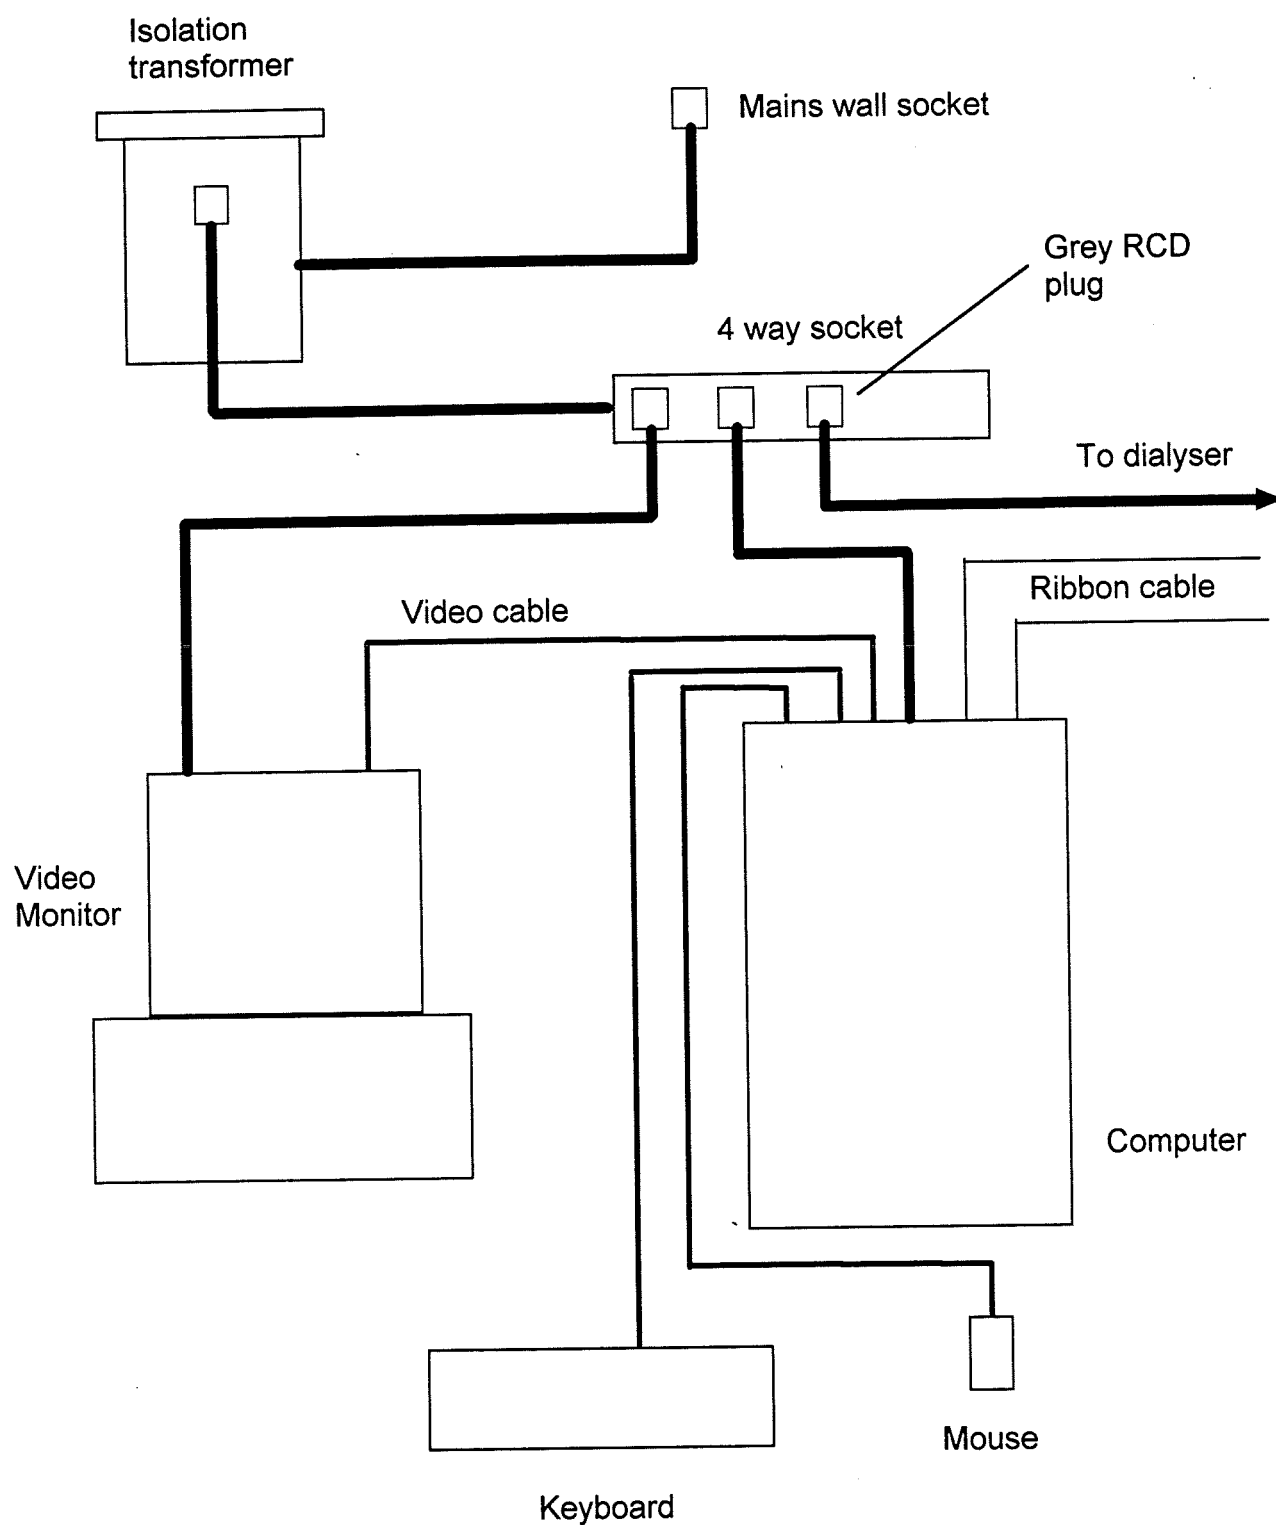 Isolation
transformer
Mains wall socket
Grey RCD
plug
4 way socket
To dialyser
Ribbon cable
Video cable
Video
Monitor
Computer
Mouse
Keyboard